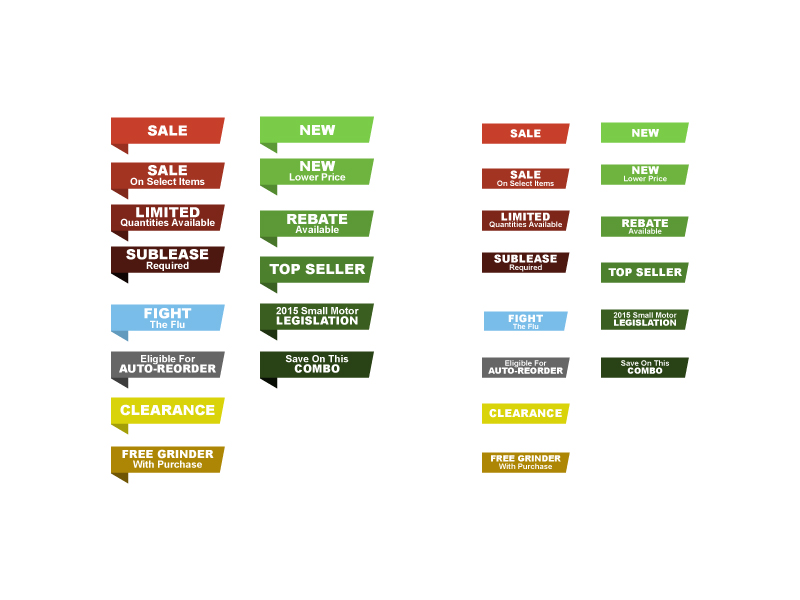 SALE
SALE
On Select Items
LIMITED
Quantities Available
SUBLEASE
Required
FIGHT
The Flu
Eligible For
AUTO-REORDER
CLEARANCE
FREE GRINDER
With Purchase
NEW
NEW
Lower Price
REBATE
Available
TOP SELLER
2015 Small Motor
LEGISLATION
Save On This
COMBO
SALE
SALE
On Select Items
LIMITED
Quantities Available
SUBLEASE
Required
FIGHT
The Flu
Eligible For
AUTO-REORDER
CLEARANCE
FREE GRINDER
With Purchase
NEW
NEW
Lower Price
REBATE
Available
TOP SELLER
2015 Small Motor
LEGISLATION
Save On This
COMBO